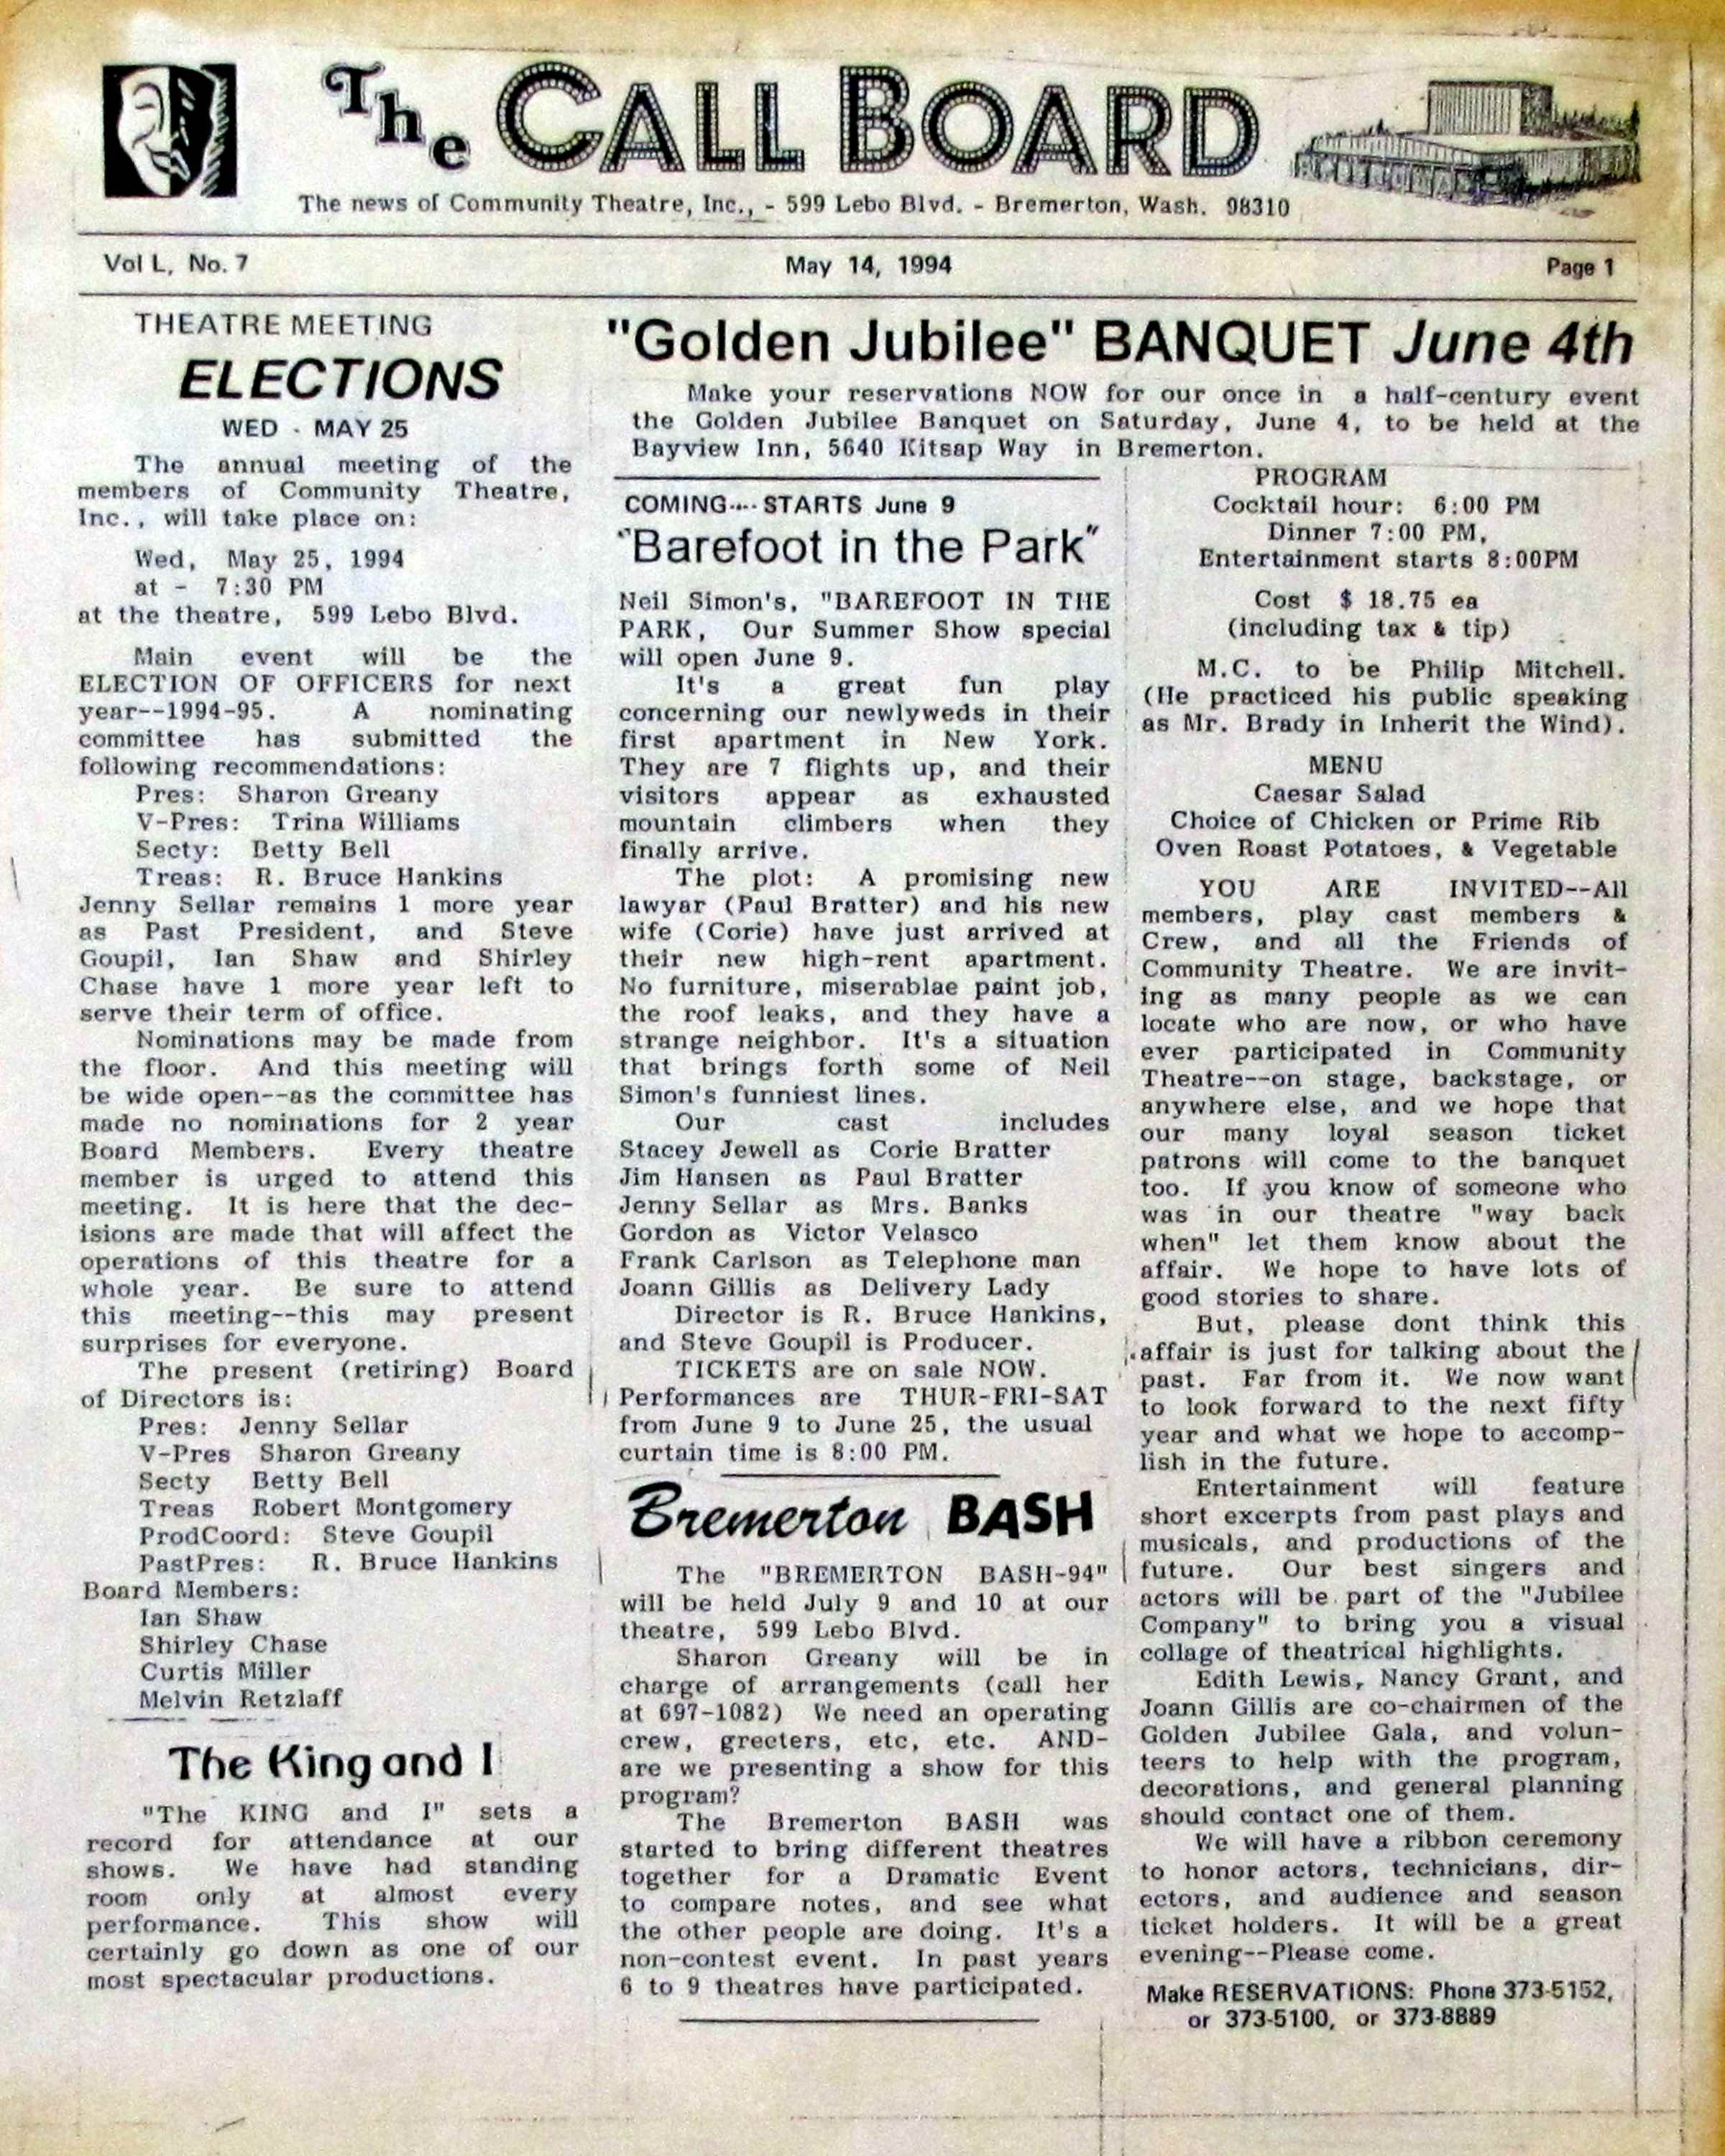 The CALL BOARD
The news of Community Theatre, Inc., - 599 Lebo Blvd. - Bremerton, Wash. 98310
Vol L, No. 7 May 14, 1994 Page 1
THEATRE MEETING
ELECTIONS
WED - MAY 25
The annual meeting of the
members of Community Theatre,
Inc., will take place on:
Wed, May 25, 1994
at - 7:30 PM
at the theatre, 599 Lebo Blvd.
Main event will be the
ELECTION OF OFFICERS for next
year--1994-95. A nominating
committee has submitted the
following recommendations:
Pres: Sharon Greany
V-Pres: Trina Williams
Secty: Betty Bell
Treas: R. Bruce Hankins
Jenny Sellar remains 1 more year
as Past President, and Steve
Goupil, Ian Shaw and Shirley
Chase have 1 more year left to
serve their term of office.
Nominations may be made from
the floor. And this meeting will
be wide open--as the committee has
made no nominations for 2 year
Board Members. Every theatre
member is urged to attend this
meeting. It is here that the dec-
isions are made that will affect the
operations of this theatre for a
whole year. Be sure to attend
this meeting--this may present
surprises for everyone.
The present (retiring) Board
of Directors is:
Pres: Jenny Sellar
V-Pres Sharon Greany
Secty Betty Bell
Treas Robert Montgomery
ProdCoord: Steve Goupil
PastPres: R. Bruce Hankins
Board Members:
Ian Shaw
Shirley Chase
Curtis Miller
Melvin Retzlaff
The King and I
"The KING and I" sets a
record for attendance at our
shows. We have had standing
room only at almost every
performance. This show will
certainly go down as one of our
most spectacular productions.
"Golden Jubilee" BANQUET June 4th
Make your reservations NOW for our once in a half-century event
the Golden Jubilee Banquet on Saturday, June 4, to be held at the
Bayview Inn, 5640 Kitsap Way in Bremerton.
COMING.... STARTS June 9
"Barefoot in the Park"
Neil Simon's, "BAREFOOT IN THE
PARK, Our Summer Show special
will open June 9.
It's a great fun play
concerning our newlyweds in their
first apartment in New York.
They are 7 flights up, and their
visitors appear as exhausted
mountain climbers when they
finally arrive.
The plot: A promising new
lawyar (Paul Bratter) and his new
wife (Corie) have just arrived at
their new high-rent apartment.
No furniture, miserablae paint job,
the roof leaks, and they have a
strange neighbor. It's a situation
that brings forth some of Neil
Simon's funniest lines.
Our cast includes
Stacey Jewell as Corie Bratter
Jim Hansen as Paul Bratter
Jenny Sellar as Mrs. Banks
Gordon as Victor Velasco
Frank Carlson as Telephone man
Joann Gillis as Delivery Lady
Director is R. Bruce Hankins,
and Steve Goupil is Producer.
TICKETS are on sale NOW.
Performances are THUR-FRI-SAT
from June 9 to June 25, the usual
curtain time is 8:00 PM.
Bremerton BASH
The "BREMERTON BASH-94"
will be held July 9 and 10 at our
theatre, 599 Lebo Blvd.
Sharon Greany will be in
charge of arrangements (call her
at 697-1082) We need an operating
crew, greeters, etc, etc. AND-
are we presenting a show for this
program?
The Bremerton BASH was
started to bring different theatres
together for a Dramatic Event
to compare notes, and see what
the other people are doing. It's a
non-contest event. In past years
6 to 9 theatres have participated.
PROGRAM
Cocktail hour: 6:00 PM
Dinner 7:00 PM,
Entertainment starts 8:00PM
Cost $ 18.75 ea
(including tax & tip)
M.C. to be Philip Mitchell.
(He practiced his public speaking
as Mr. Brady in Inherit the Wind).
MENU
Caesar Salad
Choice of Chicken or Prime Rib
Oven Roast Potatoes, & Vegetable
YOU ARE INVITED--All
members, play cast members &
Crew, and all the Friends of
Community Theatre. We are invit-
ing as many people as we can
locate who are now, or who have
ever participated in Community
Theatre--on stage, backstage, or
anywhere else, and we hope that
our many loyal season ticket
patrons will come to the banquet
too. If you know of someone who
was in our theatre "way back
when" let them know about the
affair. We hope to have lots of
good stories to share.
But, please dont think this
affair is just for talking about the
past. Far from it. We now want
to look forward to the next fifty
year and what we hope to accomp-
lish in the future.
Entertainment will feature
short excerpts from past plays and
musicals, and productions of the
future. Our best singers and
actors will be part of the "Jubilee
Company" to bring you a visual
collage of theatrical highlights.
Edith Lewis, Nancy Grant, and
Joann Gillis are co-chairmen of the
Golden Jubilee Gala, and volun-
teers to help with the program,
decorations, and general planning
should contact one of them.
We will have a ribbon ceremony
to honor actors, technicians, dir-
ectors, and audience and season
ticket holders. It will be a great
evening--Please come.
Make RESERVATIONS: Phone 373-5152,
or 373-5100, or 373-8889